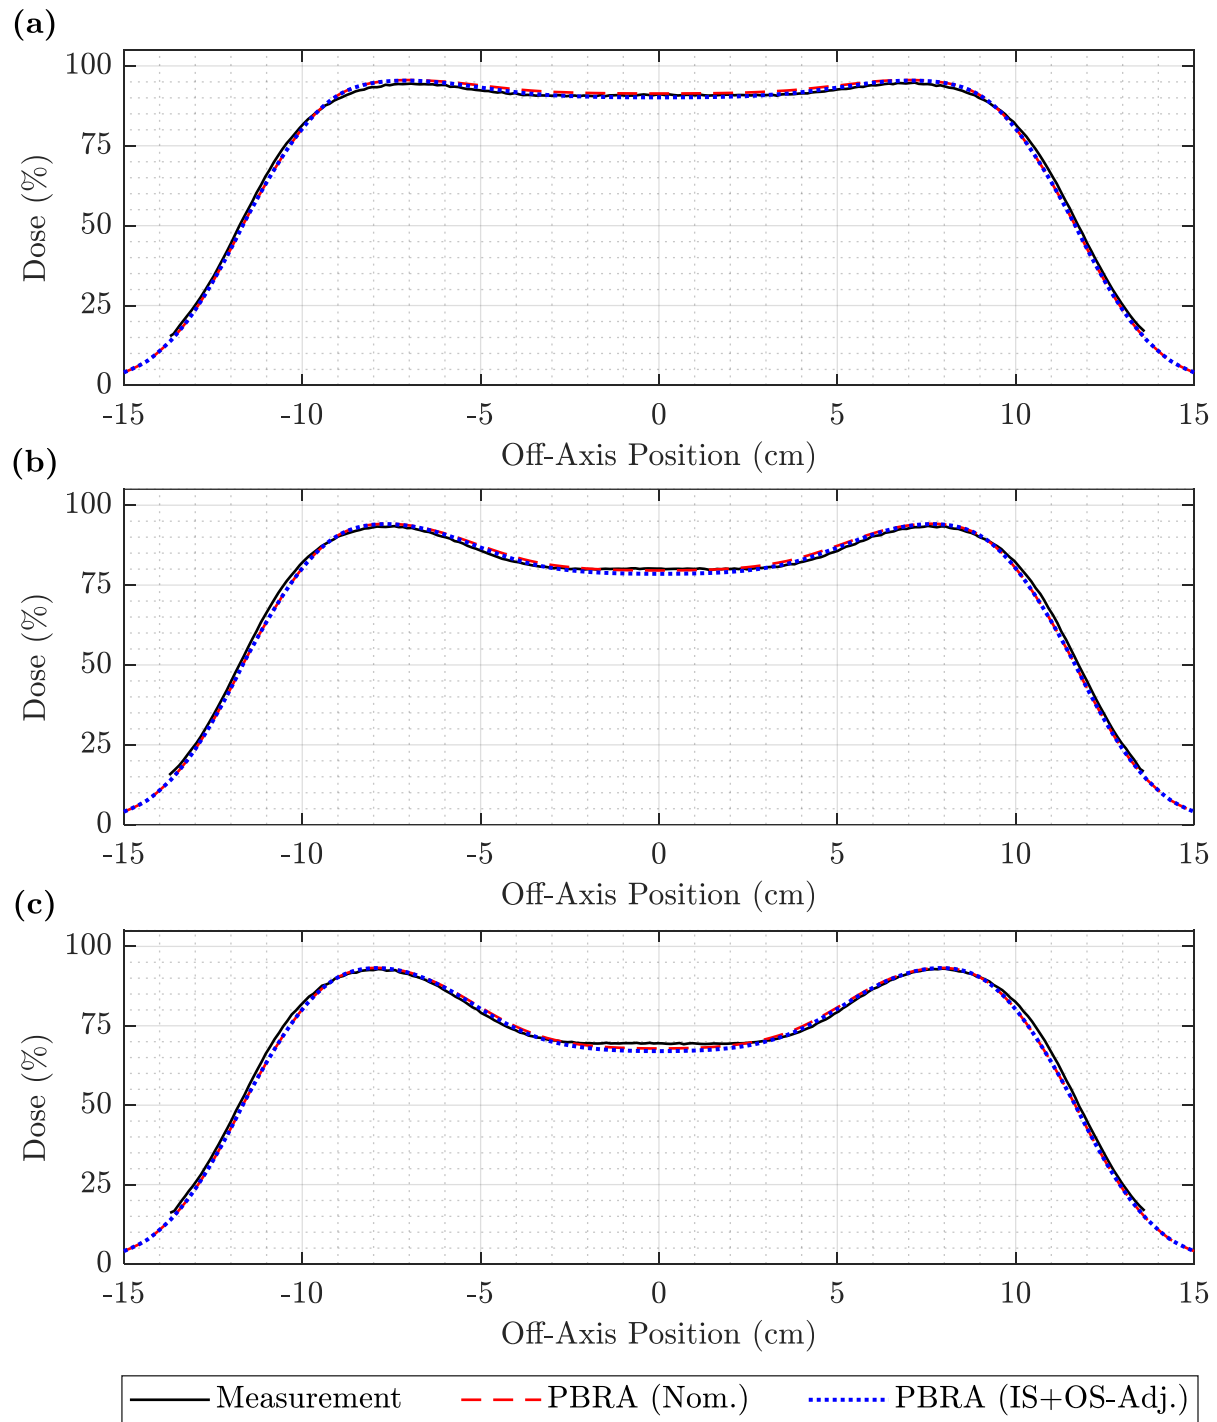 (a)
100
75
50
25
0
Dose (%)
-15 -10 -5 0 5 10 15
Off-Axis Position (cm)
(b)
100
75
50
25
0
Dose (%)
-15 -10 -5 0 5 10 15
Off-Axis Position (cm)
(c)
100
75
50
25
0
Dose (%)
-15 -10 -5 0 5 10 15
Off-Axis Position (cm)
Measurement PBRA (Nom.) PBRA (IS+OS-Adj.)